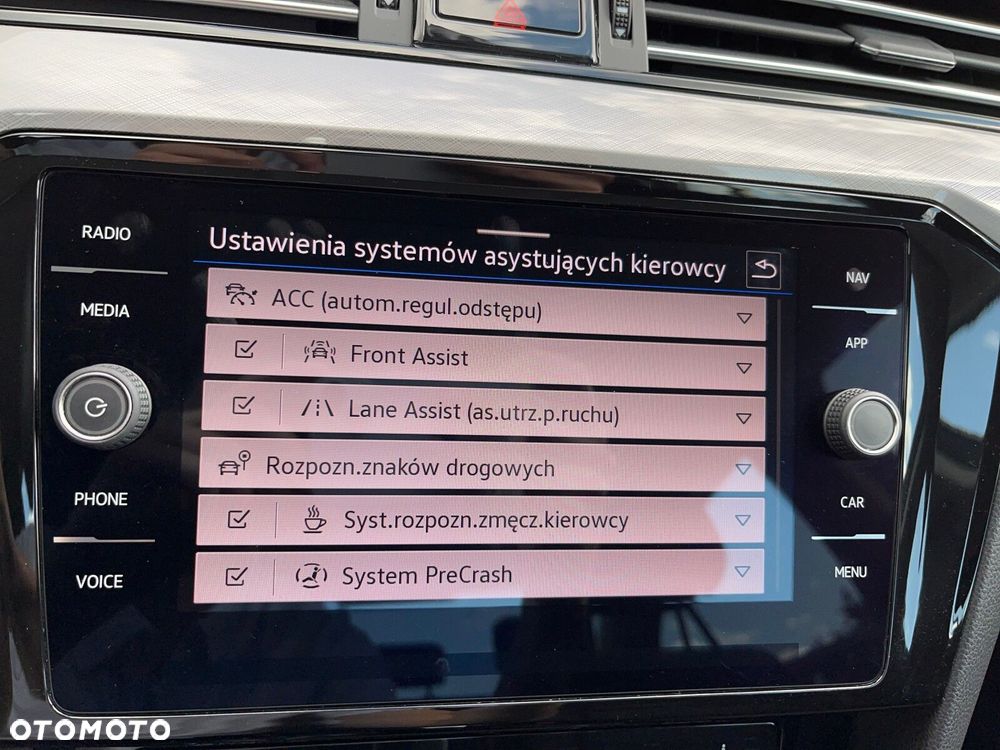 RADIO
MEDIA
PHONE
VOICE
Ustawienia systemów asystujących kierowcy
ACC (autom.regul.odstępu)
Front Assist
Lane Assist (as.utrz.p.ruchu)
Rozpozn.znaków drogowych
Syst.rozpozn.zmęcz.kierowcy
System PreCrash
NAV
APP
CAR
MENU
OTOMOTO